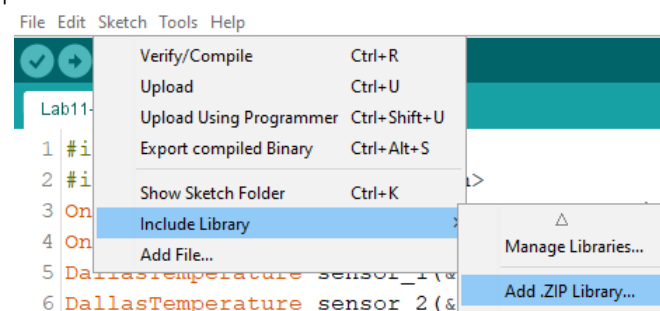 File Edit Sketch Tools Help
Verify/Compile Ctrl+R
Upload Ctrl+U
Upload Using Programmer Ctrl+Shift+U
Export compiled Binary Ctrl+Alt+S
Show Sketch Folder Ctrl+K
Include Library
Add File...
Manage Libraries...
Add .ZIP Library...
Lab11-
1 #i
2 #i
3 On
4 On
5 DallasTemperature sensor_1(&
6 DallasTemperature sensor_2(&